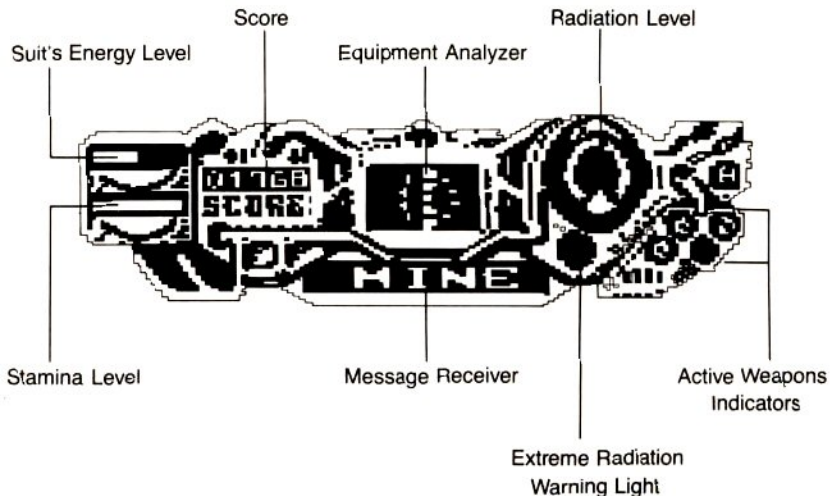 Score
Radiation Level
Suit's Energy Level
Equipment Analyzer
SCORE
MINE
Stamina Level
Message Receiver
Active Weapons
Indicators
Extreme Radiation
Warning Light